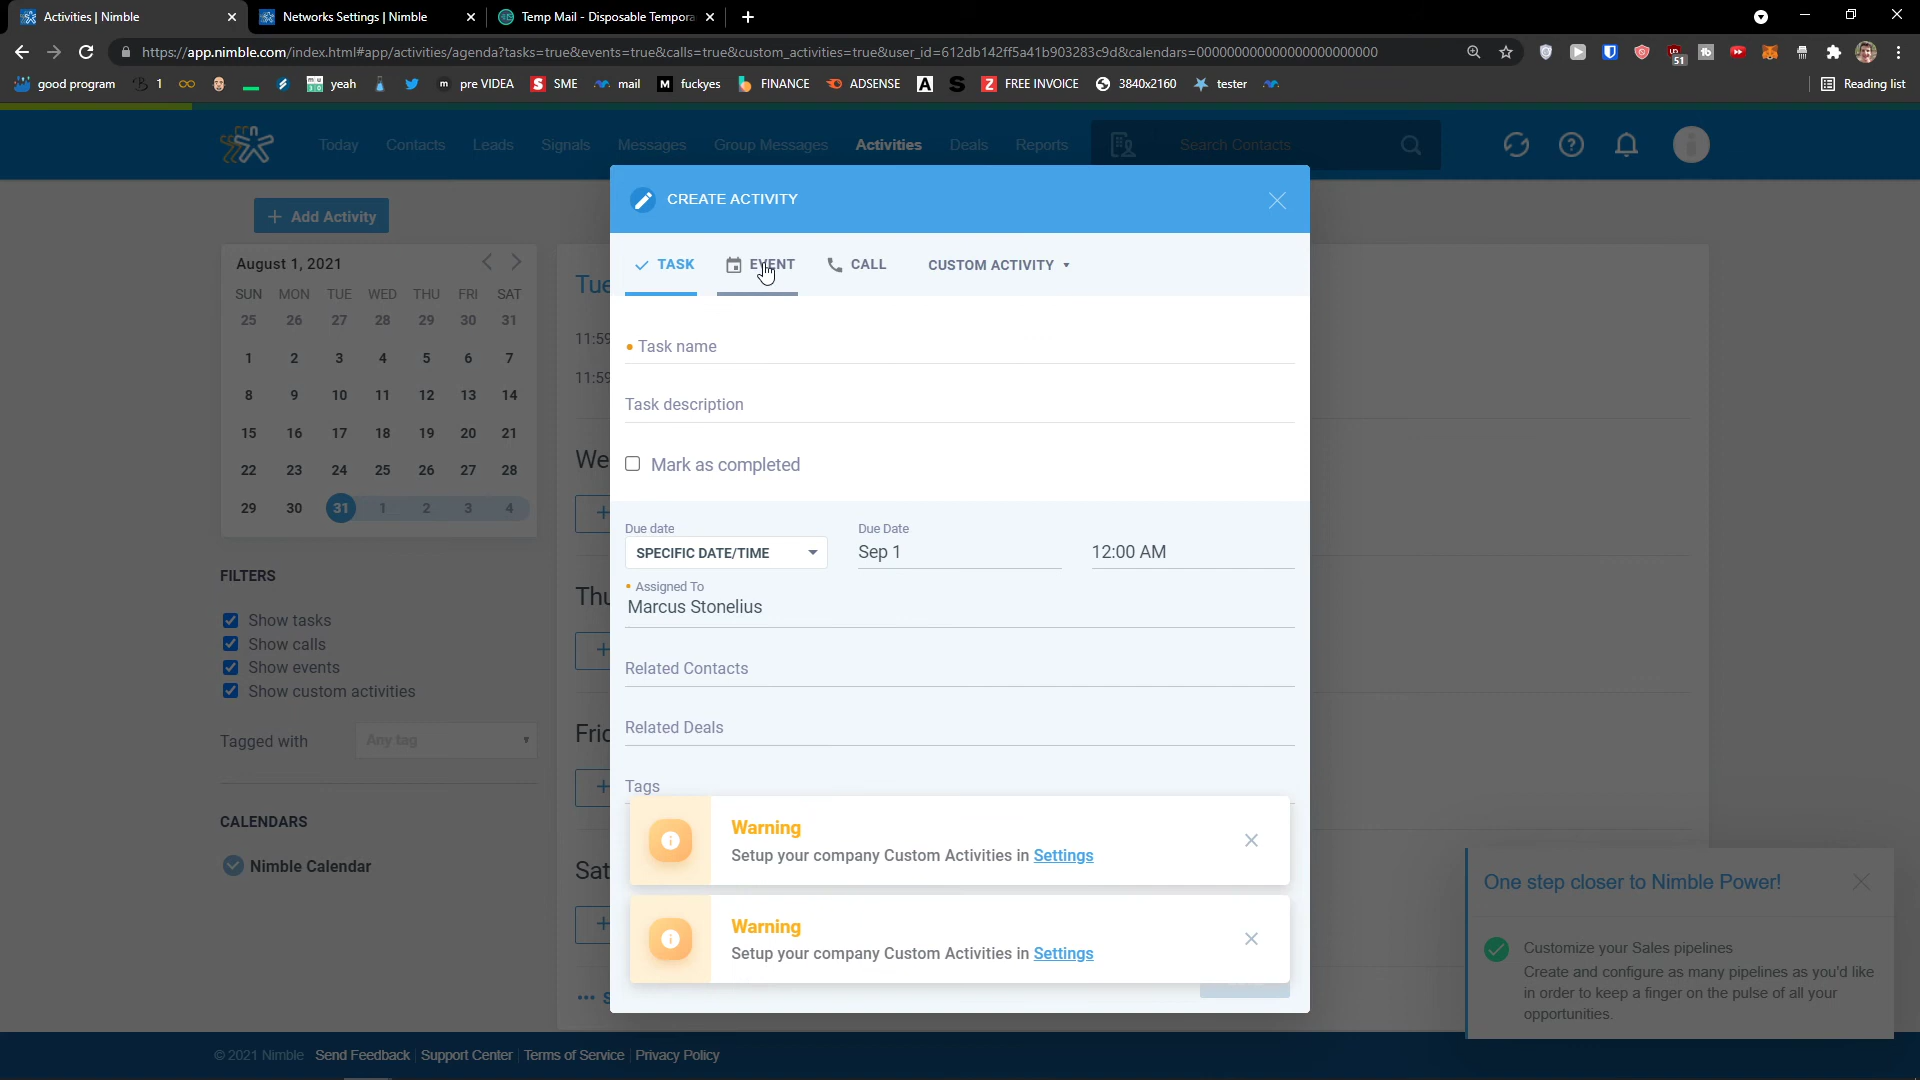 Activities | Nimble
Networks Settings | Nimble
Temp Mail - Disposable Tempora
https://app.nimble.com/index.html#app/activities/agenda?tasks=true&events=true&calls=true&custom_activities=true&user_id=612db142ff5a41b903283c9d&calendars=000000000000000000000000
51
good program
1
yeah
pre VIDEA
SME
mail
fuckyes
FINANCE
ADSENSE
FREE INVOICE
3840x2160
tester
Reading list
Today
Contacts
Leads
Signals
Messages
Group Messages
Activities
Deals
Reports
Search Contacts
+ Add Activity
August 1, 2021
SUN MON TUE WED THU FRI SAT
25 26 27 28 29 30 31
1 2 3 4 5 6 7
8 9 10 11 12 13 14
15 16 17 18 19 20 21
22 23 24 25 26 27 28
29 30 31 1 2 3 4
FILTERS
Show tasks
Show calls
Show events
Show custom activities
Tagged with
Any tag
CALENDARS
Nimble Calendar
Tue
11:59
11:59
We
Thu
Frid
Sat
... S
CREATE ACTIVITY
TASK
EVENT
CALL
CUSTOM ACTIVITY
Task name
Task description
Mark as completed
Due date
SPECIFIC DATE/TIME
Due Date
Sep 1
12:00 AM
Assigned To
Marcus Stonelius
Related Contacts
Related Deals
Tags
Warning
Setup your company Custom Activities in Settings
Warning
Setup your company Custom Activities in Settings
One step closer to Nimble Power!
Customize your Sales pipelines
Create and configure as many pipelines as you'd like
in order to keep a finger on the pulse of all your
opportunities.
© 2021 Nimble
Send Feedback
Support Center
Terms of Service
Privacy Policy